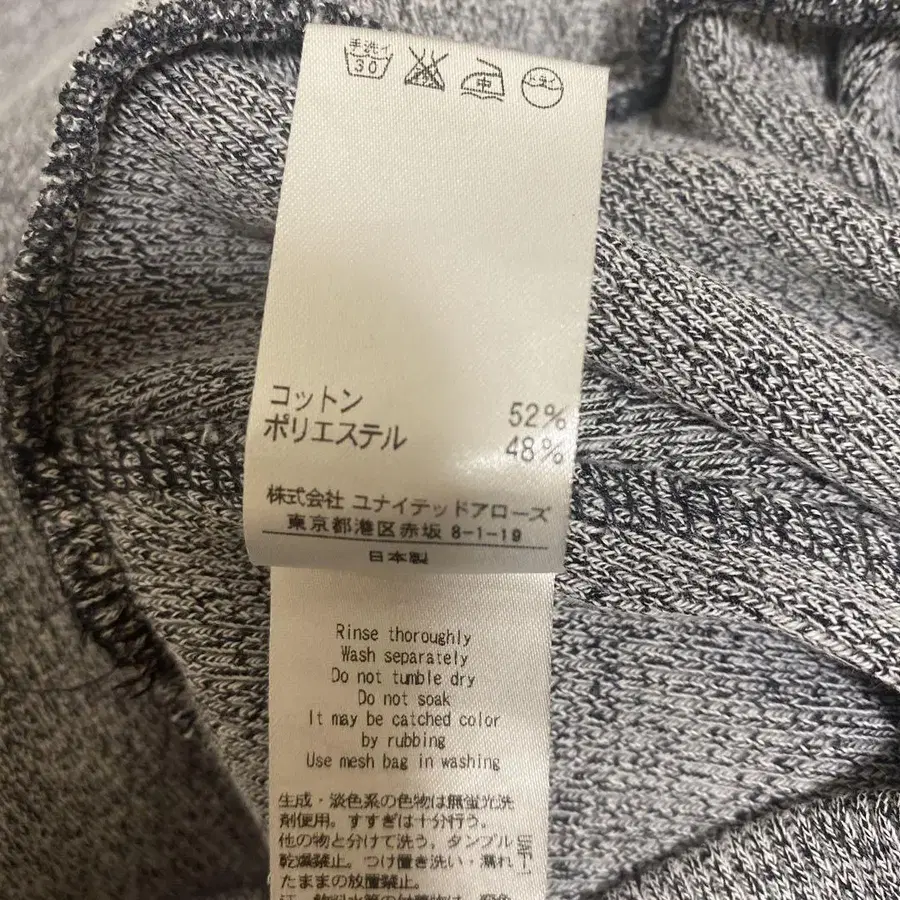 手洗イ
30
中
ドライ
コットン 52%
ポリエステル 48%
株式会社 ユナイテッドアローズ
東京都港区赤坂 8-1-19
日本製
Rinse thoroughly
Wash separately
Do not tumble dry
Do not soak
It may be catched color
by rubbing
Use mesh bag in washing
生成・淡色系の色物は無蛍光洗
剤使用。すすぎは十分行う。
他の物と分けて洗う。タンブル
乾燥禁止。つけ置き洗い・濡れ
たままの放置禁止。